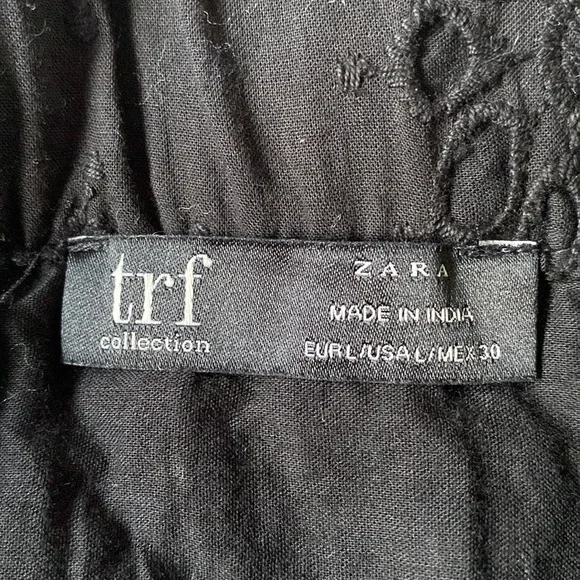 trf
collection
ZARA
MADE IN INDIA
EUR L/USA L/MEX 30